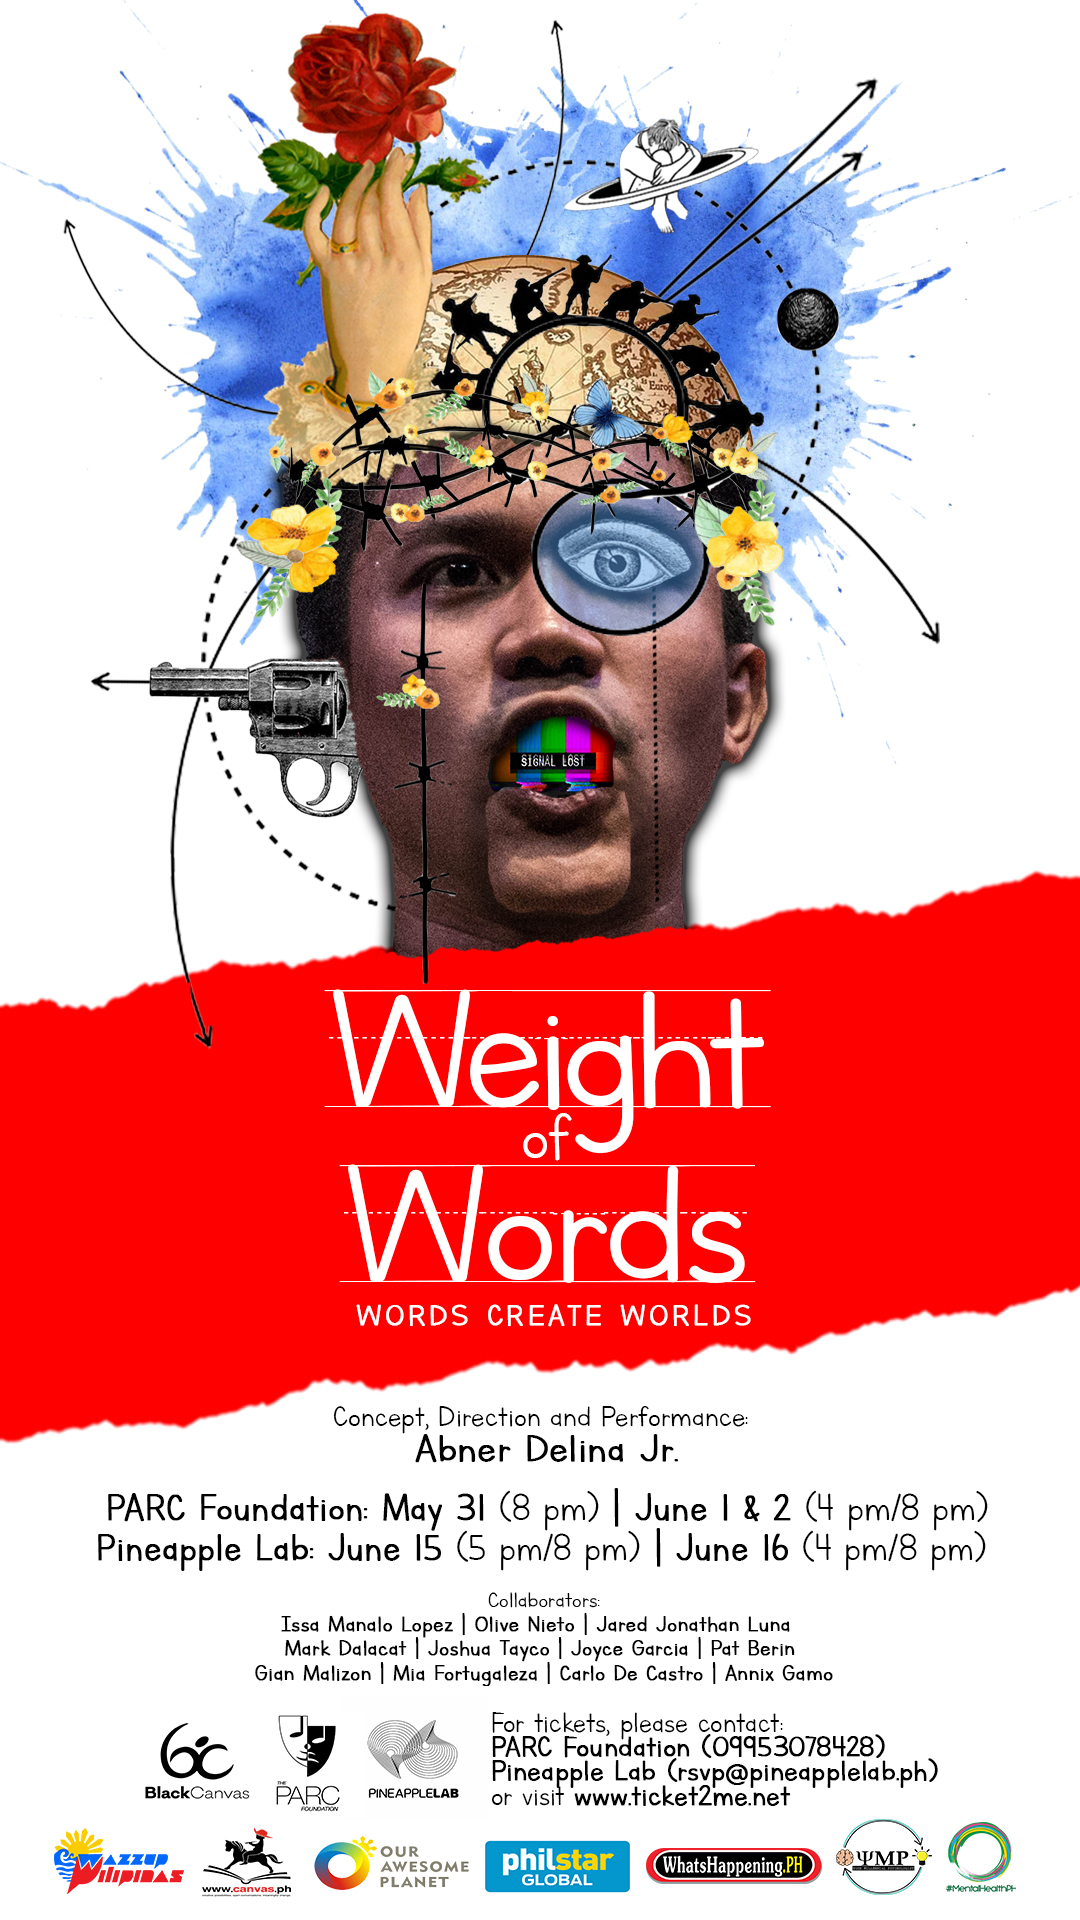 SIGNAL LOST
Weight
of
Words
WORDS CREATE WORLDS
Concept, Direction and Performance:
Abner Delina Jr.
PARC Foundation: May 31 (8 pm) | June 1 & 2 (4 pm/8 pm)
Pineapple Lab: June 15 (5 pm/8 pm) | June 16 (4 pm/8 pm)
Collaborators:
Issa Manalo Lopez | Olive Nieto | Jared Jonathan Luna
Mark Dalacat | Joshua Tayco | Joyce Garcia | Pat Berin
Gian Malizon | Mia Fortugaleza | Carlo De Castro | Annix Gamo
For tickets, please contact:
PARC Foundation (09953078428)
Pineapple Lab (rsvp@pineapplelab.ph)
or visit www.ticket2me.net
BlackCanvas
THE
PARC
FOUNDATION
PINEAPPLELAB
WAZZUP
PILIPINAS
www.canvas.ph
OUR
AWESOME
PLANET
philstar
GLOBAL
WhatsHappening.PH
ΨMP
#MentalHealthPH